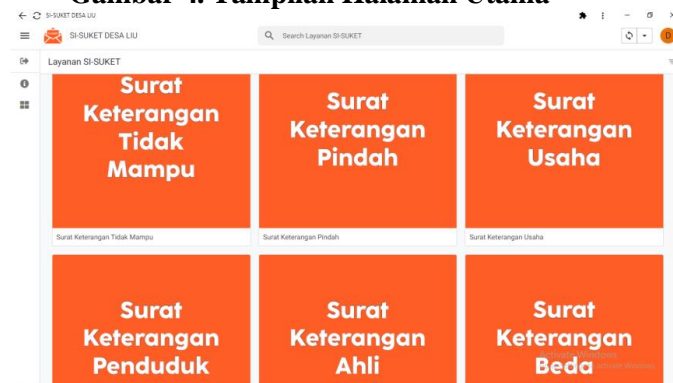 Gambar 4. Tampilan Halaman Utama
SI-SUKET DESA LIU
SI-SUKET DESA LIU
Search Layanan SI-SUKET
D
Layanan SI-SUKET
Surat
Keterangan
Tidak
Mampu
Surat
Keterangan
Pindah
Surat
Keterangan
Usaha
Surat Keterangan Tidak Mampu
Surat Keterangan Pindah
Surat Keterangan Usaha
Surat
Keterangan
Penduduk
Surat
Keterangan
Ahli
Surat
Keterangan
Beda
Activate Windows